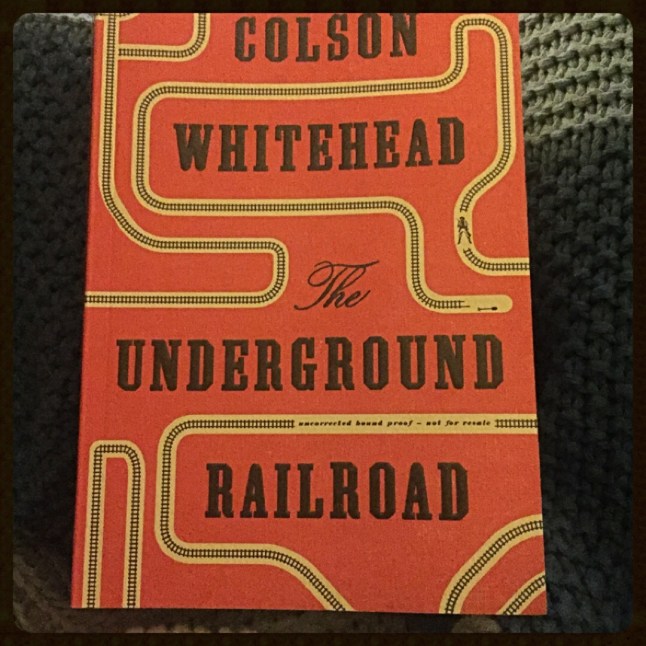 COLSON
WHITEHEAD
The
UNDERGROUND
uncorrected bound proof – not for resale
RAILROAD